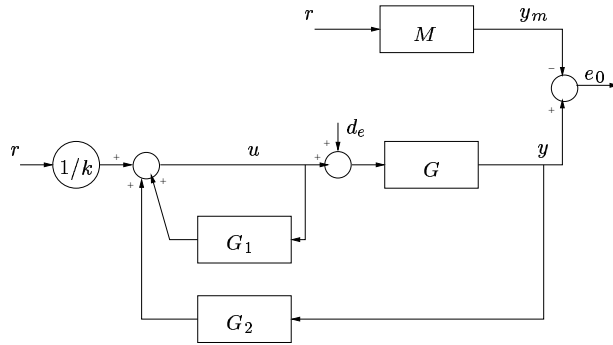 r
M
y_m
−
e_0
+
d_e
r
1/k
+
u
+
+
G
y
+
+
G_1
G_2